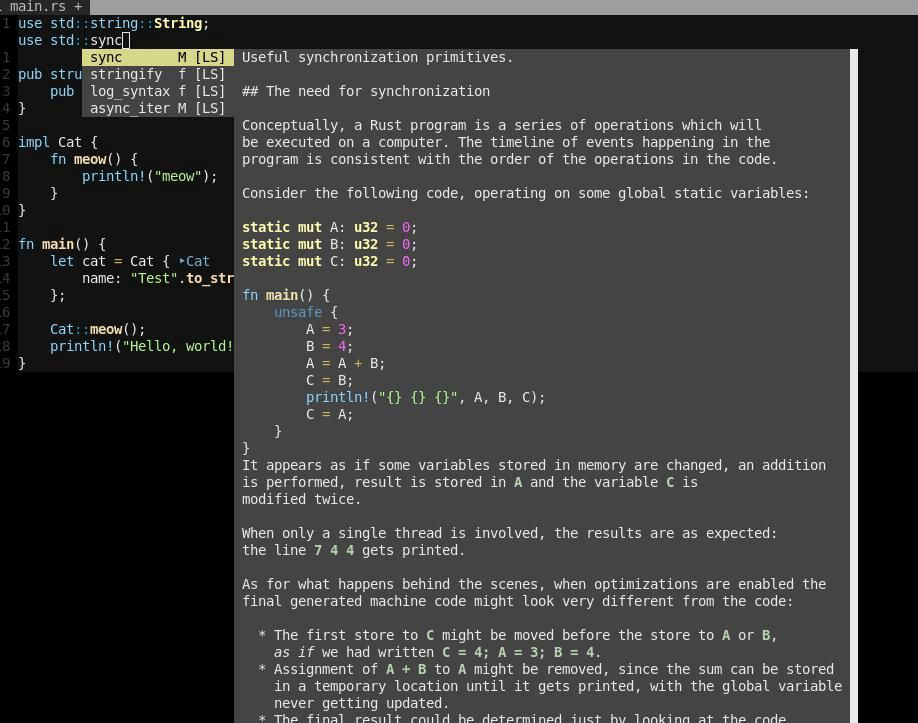 main.rs +
1 use std::string::String;
use std::sync
sync M [LS]
stringify f [LS]
log_syntax f [LS]
async_iter M [LS]
1
2 pub stru
3 pub
4 }
5
6 impl Cat {
7 fn meow() {
8 println!("meow");
9 }
0 }
1
2 fn main() {
3 let cat = Cat { ‣Cat
4 name: "Test".to_str
5 };
6
7 Cat::meow();
8 println!("Hello, world!
9 }
Useful synchronization primitives.
## The need for synchronization
Conceptually, a Rust program is a series of operations which will
be executed on a computer. The timeline of events happening in the
program is consistent with the order of the operations in the code.
Consider the following code, operating on some global static variables:
static mut A: u32 = 0;
static mut B: u32 = 0;
static mut C: u32 = 0;
fn main() {
unsafe {
A = 3;
B = 4;
A = A + B;
C = B;
println!("{} {} {}", A, B, C);
C = A;
}
}
It appears as if some variables stored in memory are changed, an addition
is performed, result is stored in A and the variable C is
modified twice.
When only a single thread is involved, the results are as expected:
the line 7 4 4 gets printed.
As for what happens behind the scenes, when optimizations are enabled the
final generated machine code might look very different from the code:
* The first store to C might be moved before the store to A or B,
as if we had written C = 4; A = 3; B = 4.
* Assignment of A + B to A might be removed, since the sum can be stored
in a temporary location until it gets printed, with the global variable
never getting updated.
* The final result could be determined just by looking at the code